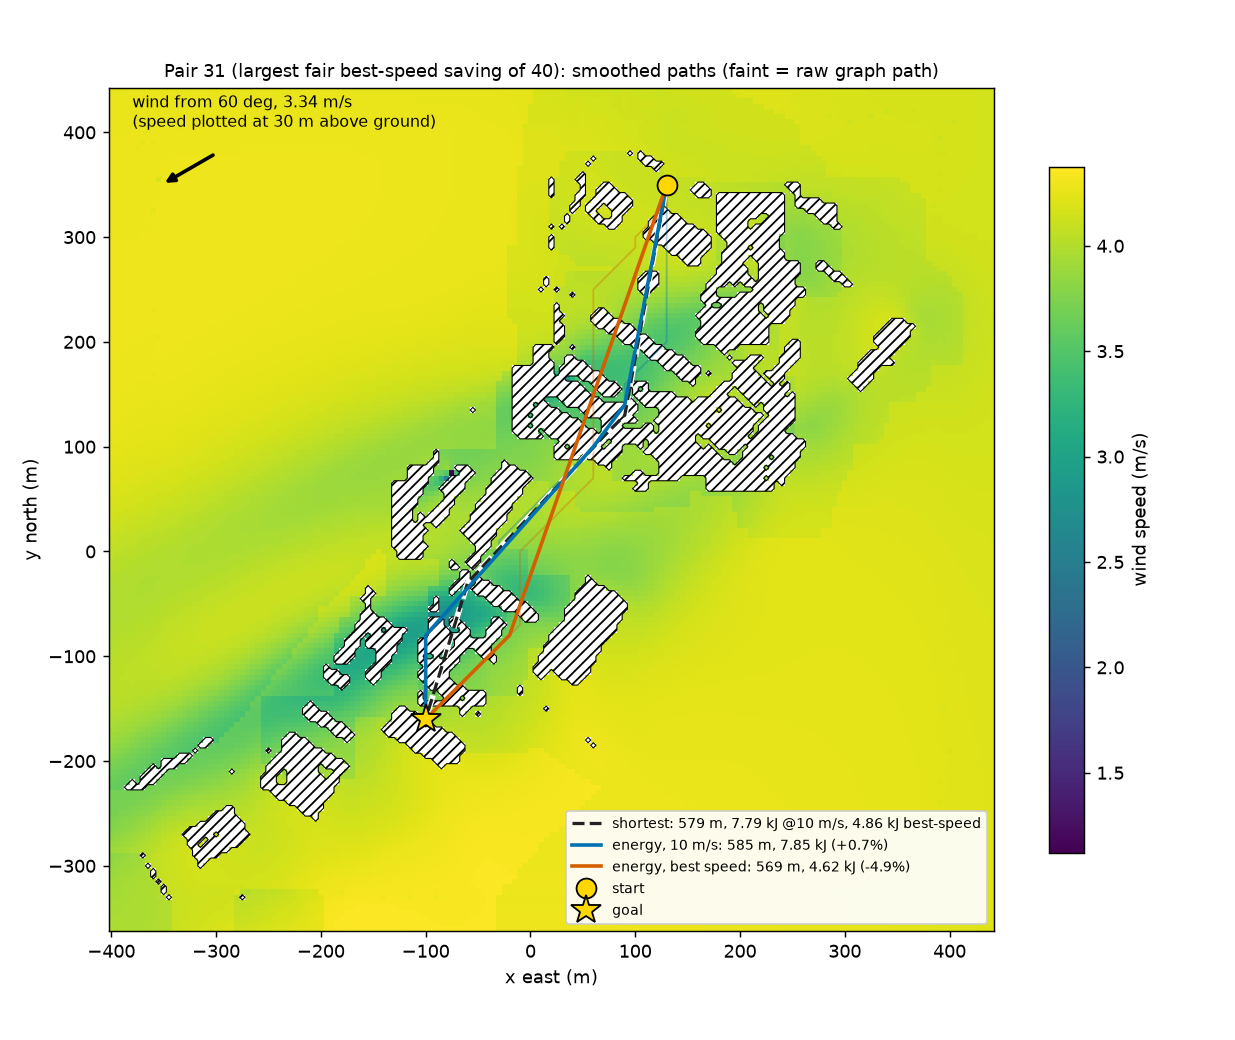 Pair 31 (largest fair best-speed saving of 40): smoothed paths (faint = raw graph path)
wind from 60 deg, 3.34 m/s
(speed plotted at 30 m above ground)
400
300
200
100
0
−100
−200
−300
y north (m)
−400
−300
−200
−100
0
100
200
300
400
x east (m)
shortest: 579 m, 7.79 kJ @10 m/s, 4.86 kJ best-speed
energy, 10 m/s: 585 m, 7.85 kJ (+0.7%)
energy, best speed: 569 m, 4.62 kJ (-4.9%)
start
goal
4.0
3.5
3.0
2.5
2.0
1.5
wind speed (m/s)